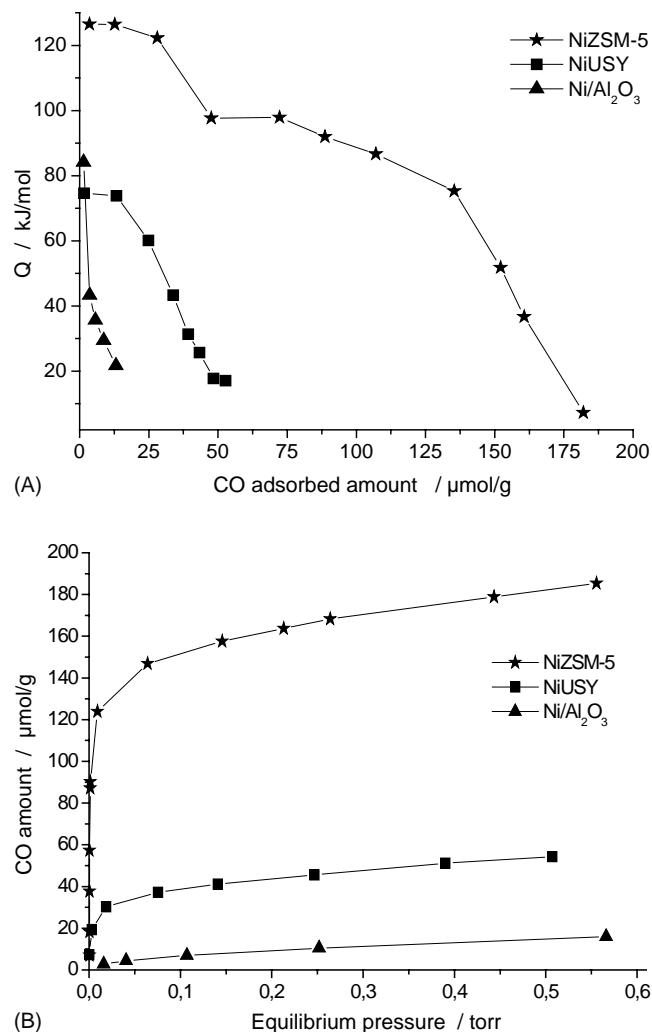 120
100
80
60
40
20
Q / kJ/mol
NiZSM-5
NiUSY
Ni/Al₂O₃
0 25 50 75 100 125 150 175 200
(A) CO adsorbed amount / µmol/g
200
180
160
140
120
100
80
60
40
20
0
CO amount / µmol/g
NiZSM-5
NiUSY
Ni/Al₂O₃
0,0 0,1 0,2 0,3 0,4 0,5 0,6
(B) Equilibrium pressure / torr